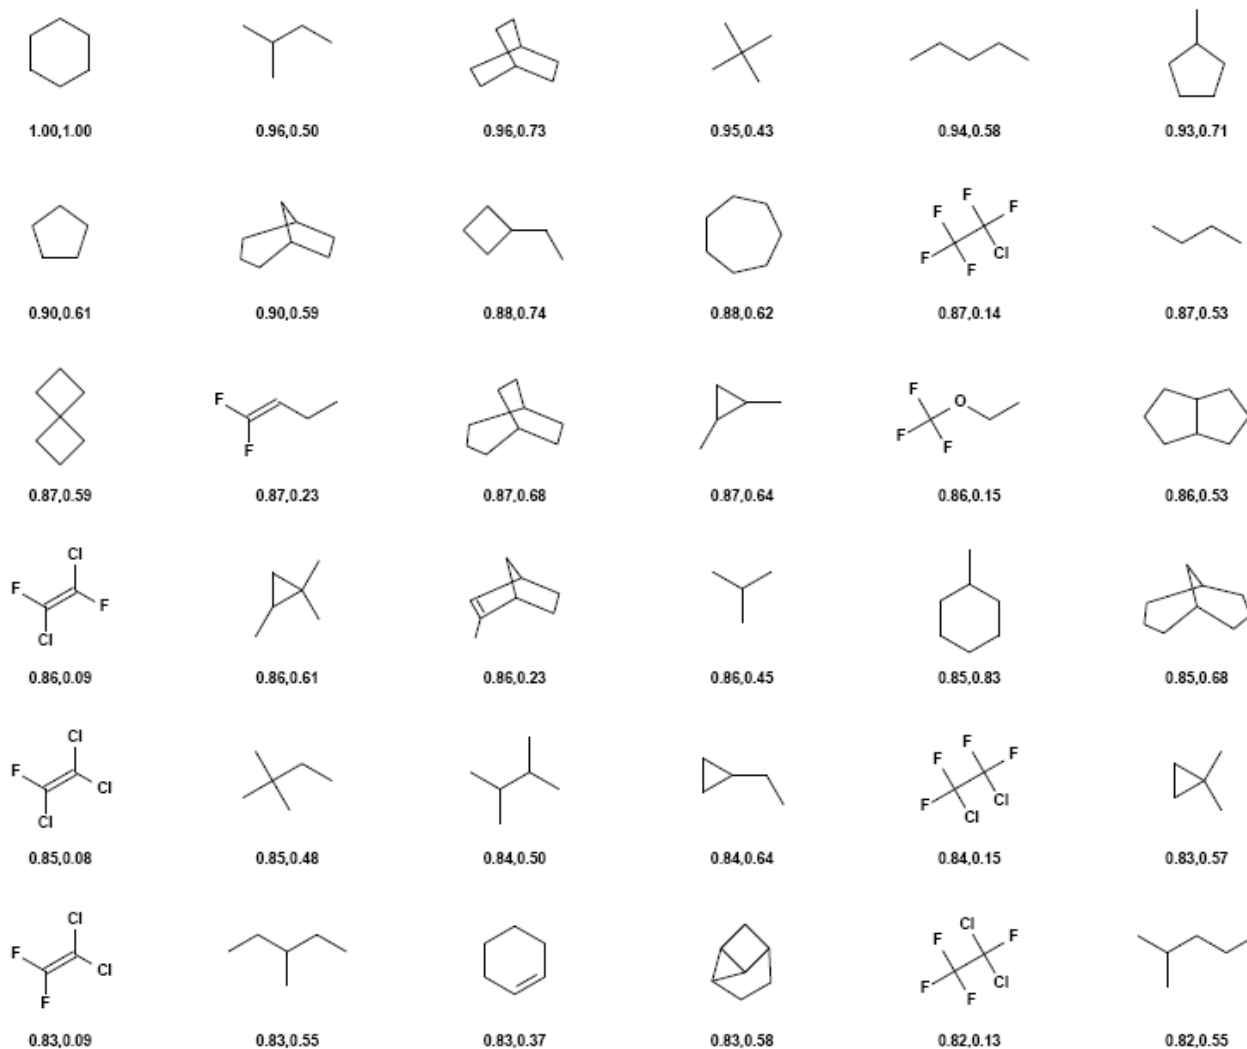 1.00,1.00 0.96,0.50 0.96,0.73 0.95,0.43 0.94,0.58 0.93,0.71
F F
F F
F F Cl
0.90,0.61 0.90,0.59 0.88,0.74 0.88,0.62 0.87,0.14 0.87,0.53
F F O
F F F
0.87,0.59 0.87,0.23 0.87,0.68 0.87,0.64 0.86,0.15 0.86,0.53
Cl
F F
Cl
0.86,0.09 0.86,0.61 0.86,0.23 0.86,0.45 0.85,0.83 0.85,0.68
Cl F F
F Cl F Cl
Cl Cl
0.85,0.08 0.85,0.48 0.84,0.50 0.84,0.64 0.84,0.15 0.83,0.57
Cl Cl
F Cl F F
F F F Cl
0.83,0.09 0.83,0.55 0.83,0.37 0.83,0.58 0.82,0.13 0.82,0.55